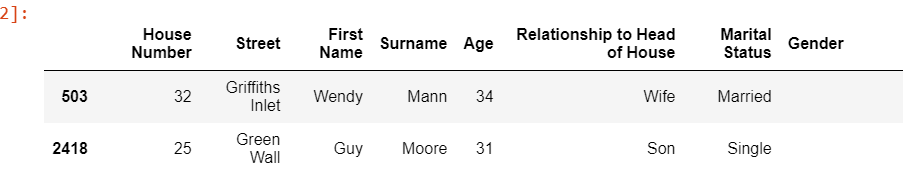 2]:
House Number Street First Name Surname Age Relationship to Head of House Marital Status Gender
503 32 Griffiths Inlet Wendy Mann 34 Wife Married
2418 25 Green Wall Guy Moore 31 Son Single